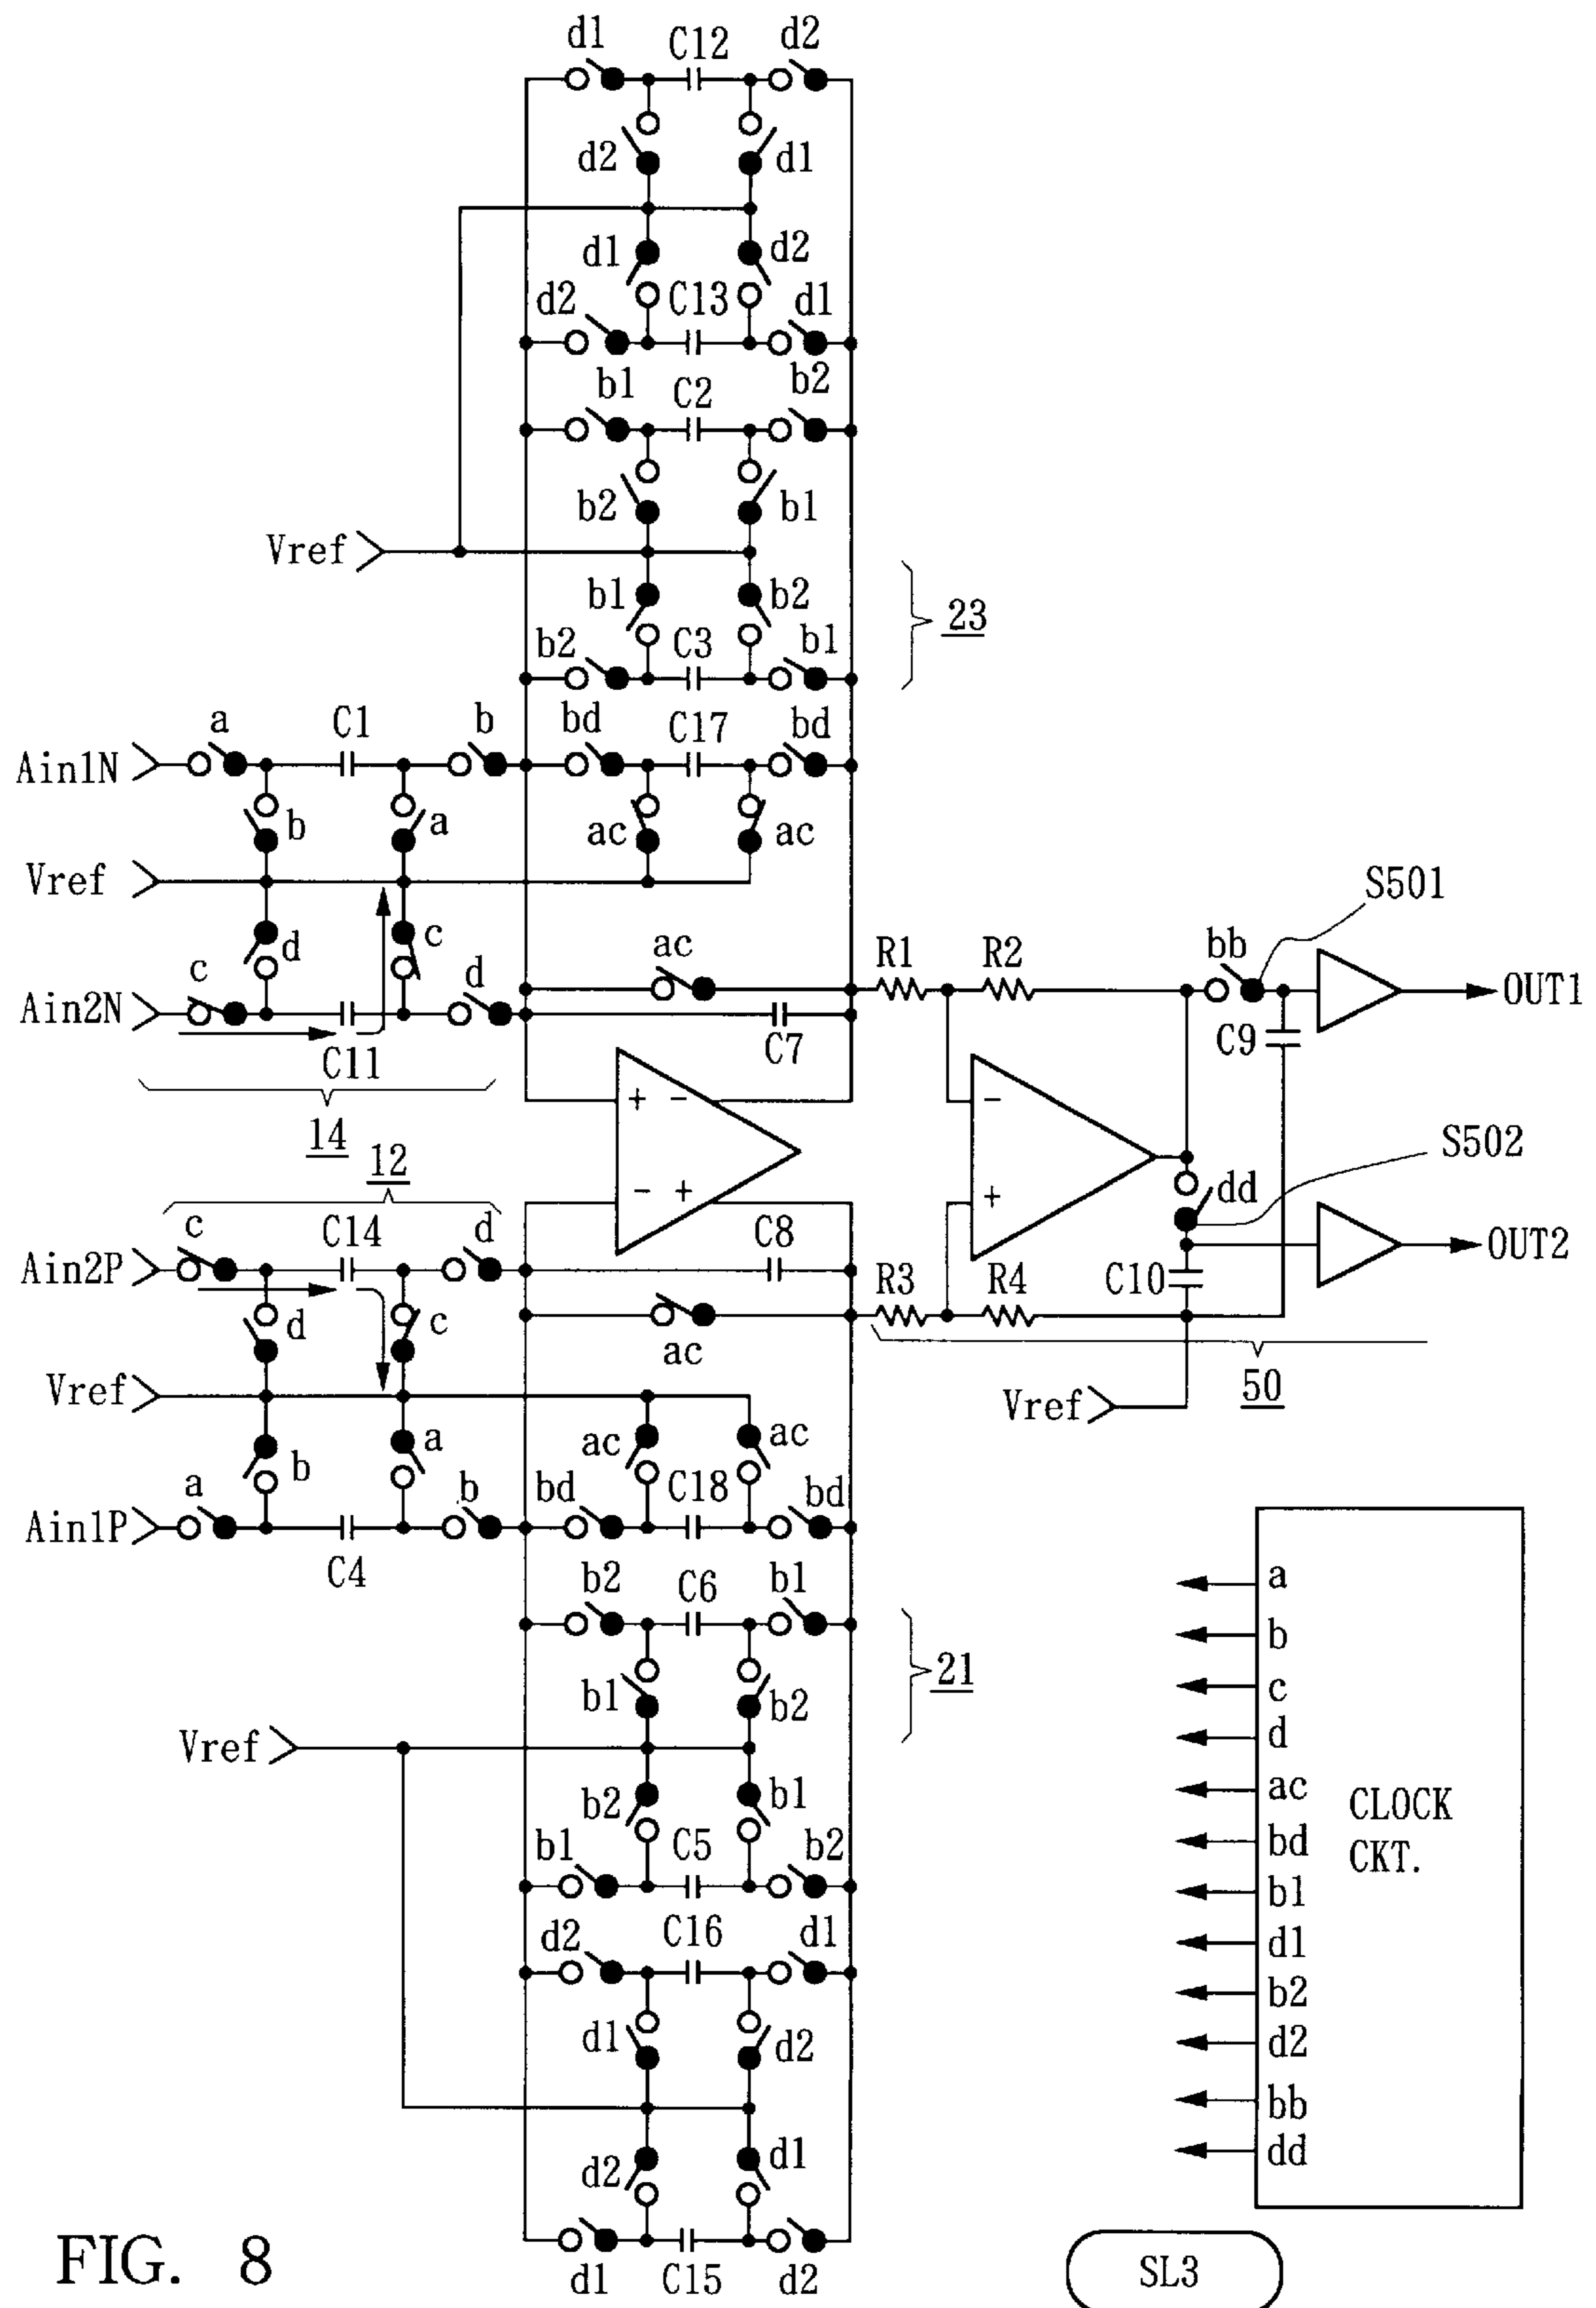 d1 C12 d2
d2 d1
d1 d2
d2 C13 d1
b1 C2 b2
b2 b1
Vref
b1 b2
23
b2 C3 b1
a C1 b bd C17 bd
Ain1N
b a ac ac
Vref
S501
d c
c d ac R1 R2 bb
Ain2N OUT1
C11 C7 C9
+ − −
14
12
S502
− + + dd
c C14 d C8
Ain2P OUT2
C10
R3 R4
d c
ac
Vref 50
Vref
a ac ac
b
a b bd C18 bd
Ain1P
C4
b2 C6 b1
b1 b2
21
Vref
b2 b1
b1 C5 b2
d2 C16 d1
d1 d2
d2 d1
d1 C15 d2
a
b
c
d
ac
CLOCK
bd
CKT.
b1
d1
b2
d2
bb
dd
FIG. 8
SL3